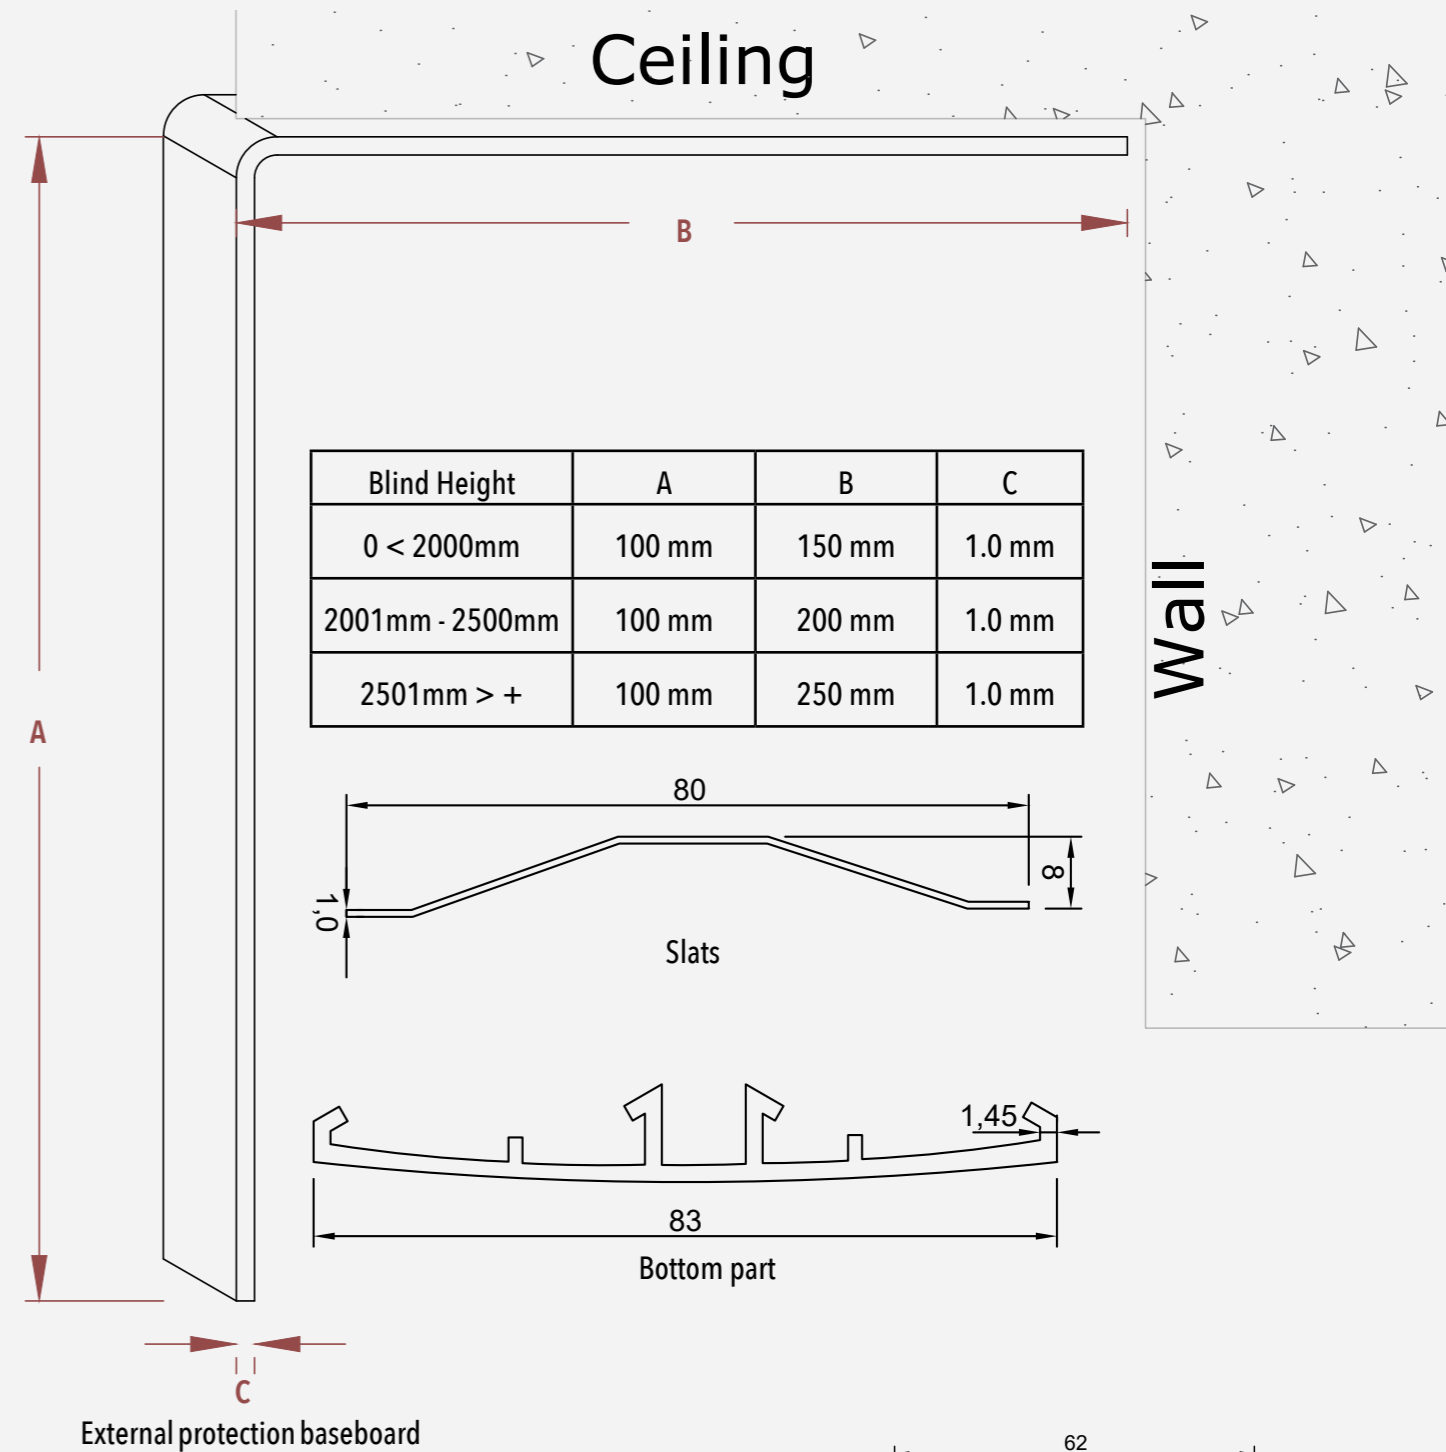 Ceiling
B
Blind Height A B C
0 < 2000mm 100 mm 150 mm 1.0 mm
2001mm - 2500mm 100 mm 200 mm 1.0 mm
2501mm > + 100 mm 250 mm 1.0 mm
Wall
A
80
8
1,0
Slats
1,45
83
Bottom part
C
External protection baseboard
62